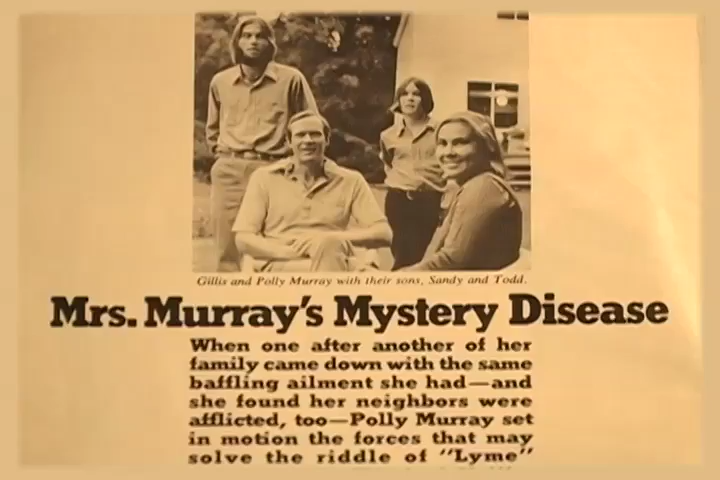 Gillis and Polly Murray with their sons, Sandy and Todd.
Mrs. Murray's Mystery Disease
When one after another of her
family came down with the same
baffling ailment she had—and
she found her neighbors were
afflicted, too—Polly Murray set
in motion the forces that may
solve the riddle of "Lyme"